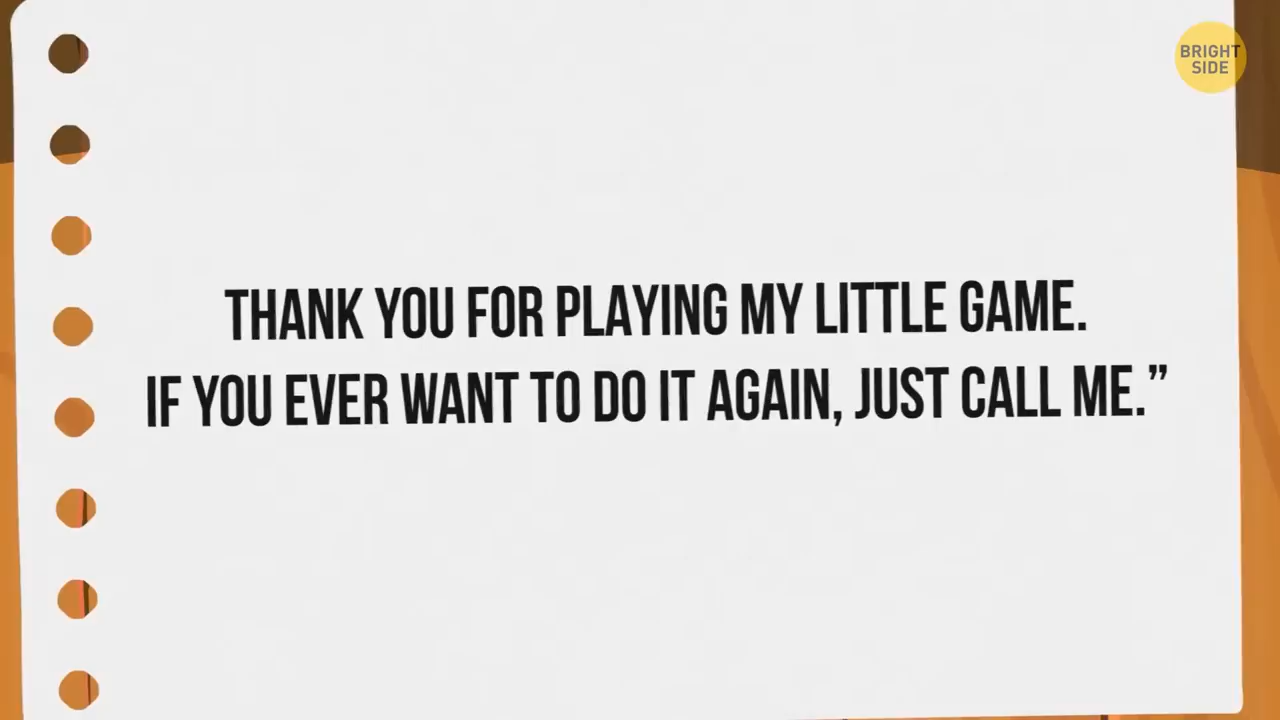 BRIGHT
SIDE
THANK YOU FOR PLAYING MY LITTLE GAME.
IF YOU EVER WANT TO DO IT AGAIN, JUST CALL ME.”